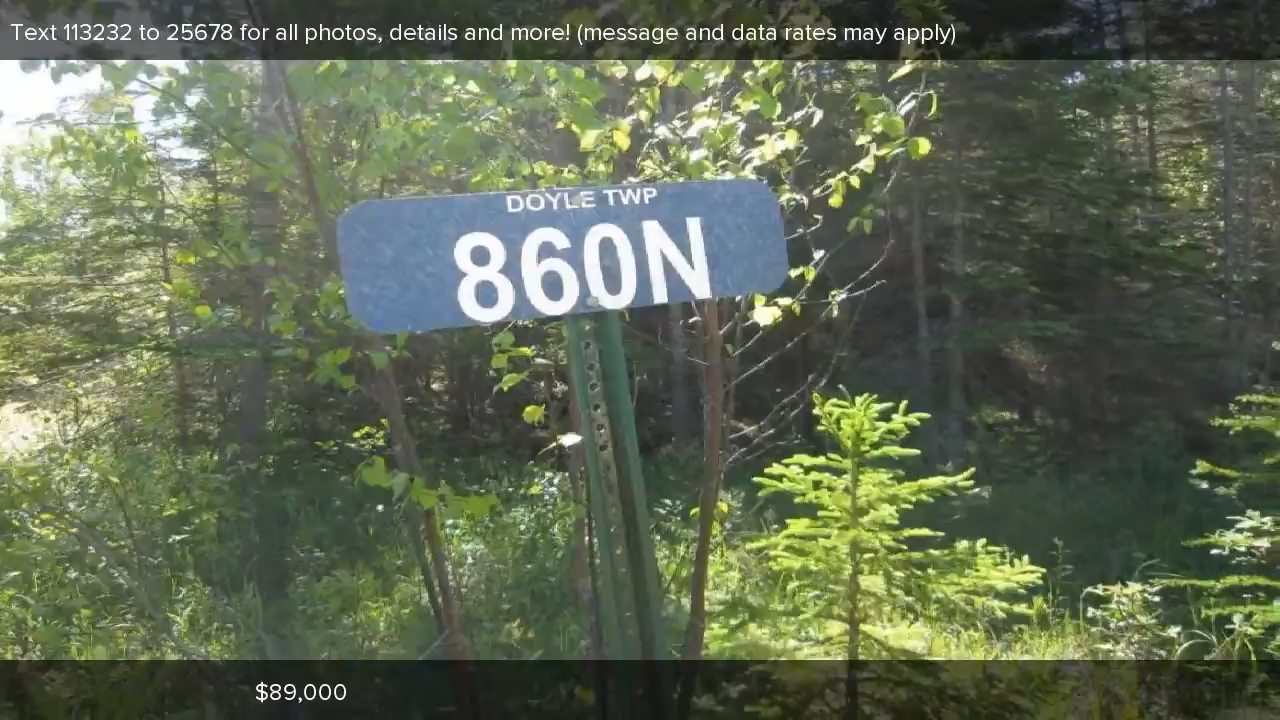 Text 113232 to 25678 for all photos, details and more! (message and data rates may apply)
DOYLE TWP
860N
$89,000